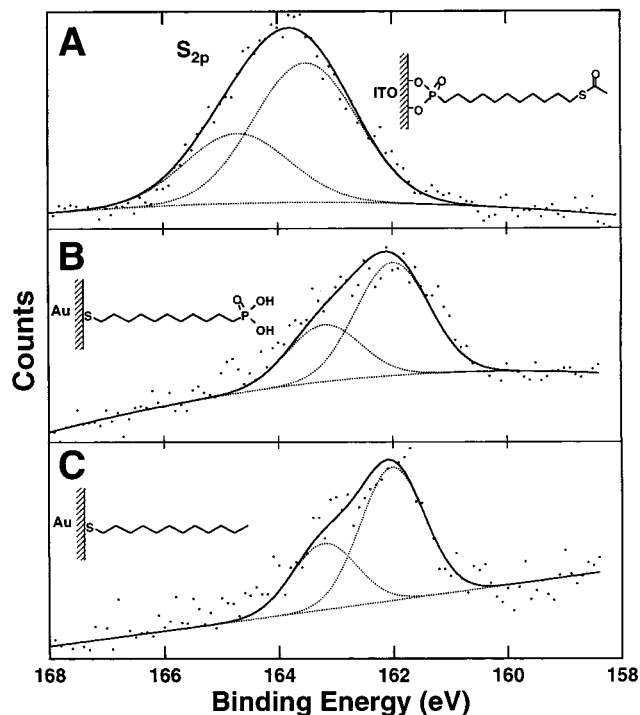 A
S2p
ITO
O
O
P
O
S
O
B
Au
S
O
P
OH
OH
C
Au
S
Counts
168 166 164 162 160 158
Binding Energy (eV)